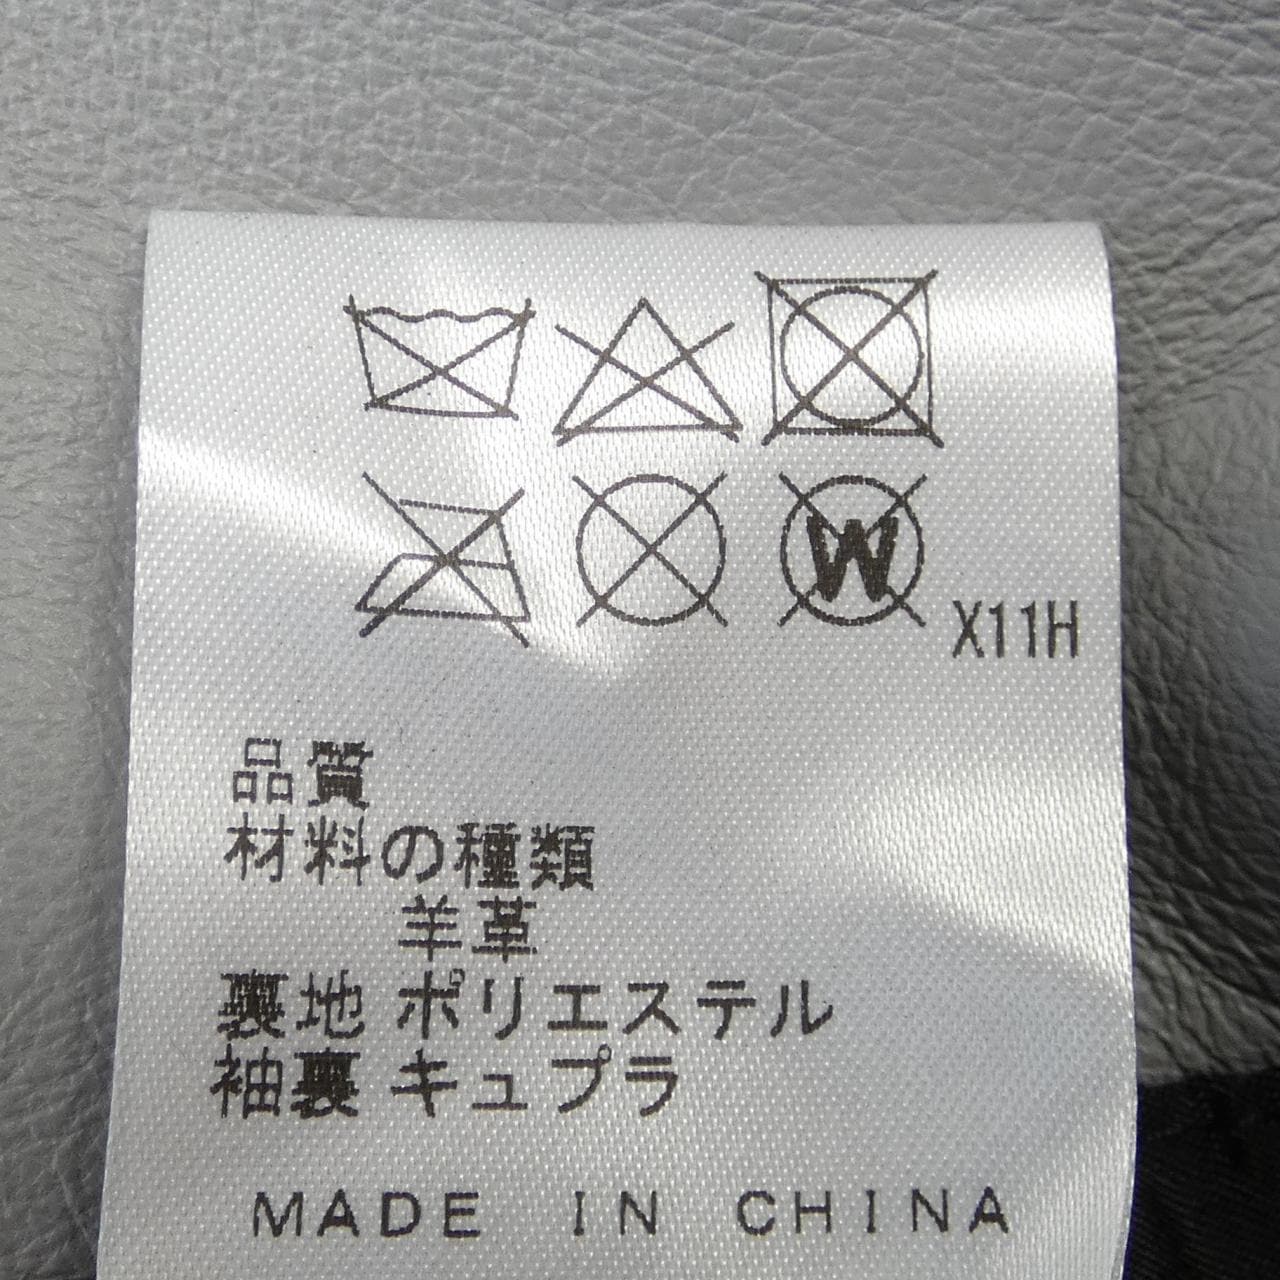 W
X11H
品質
材料の種類
羊革
裏地 ポリエステル
袖裏 キュプラ
MADE IN CHINA